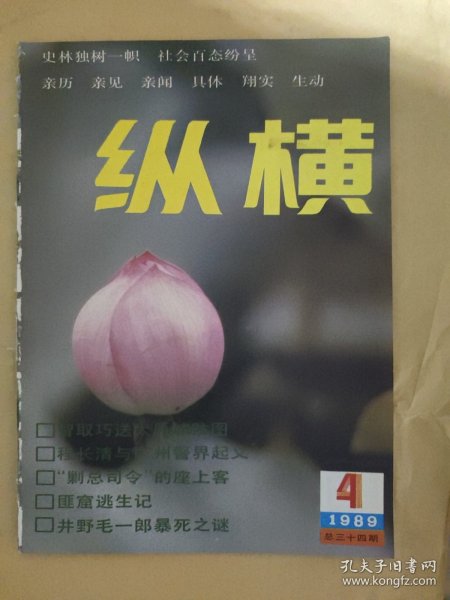 史林独树一帜 社会百态纷呈
亲历 亲见 亲闻 具体 翔实 生动
纵横
智取巧送 图
程长清与 州警界起义
“剿总司令”的座上客
匪窟逃生记
井野毛一郎暴死之谜
4
1989
总三十四期
孔夫子旧书网
www.kongfz.com